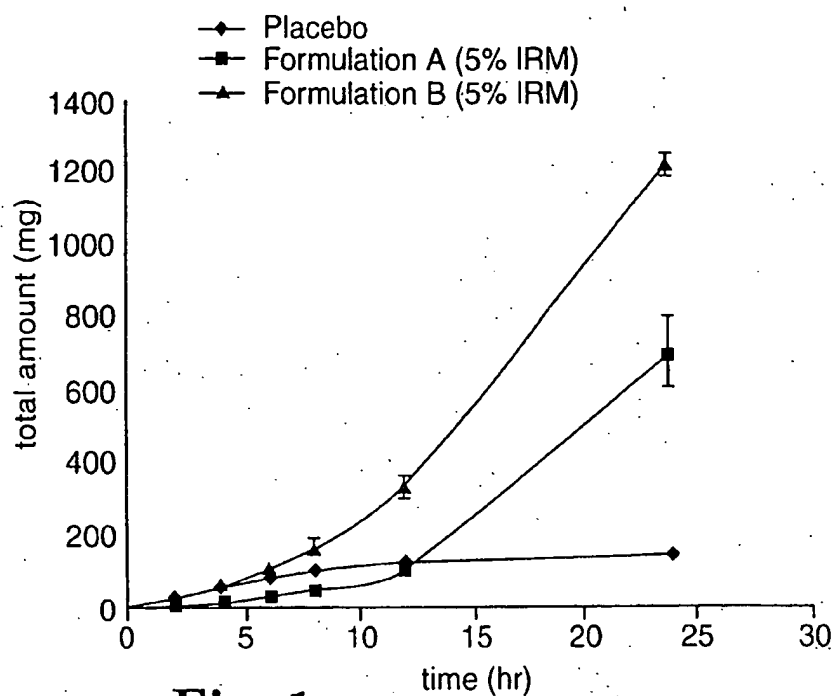 Placebo
Formulation A (5% IRM)
Formulation B (5% IRM)
1400
1200
1000
800
600
400
200
0
total amount (mg)
0 5 10 15 20 25 30
time (hr)